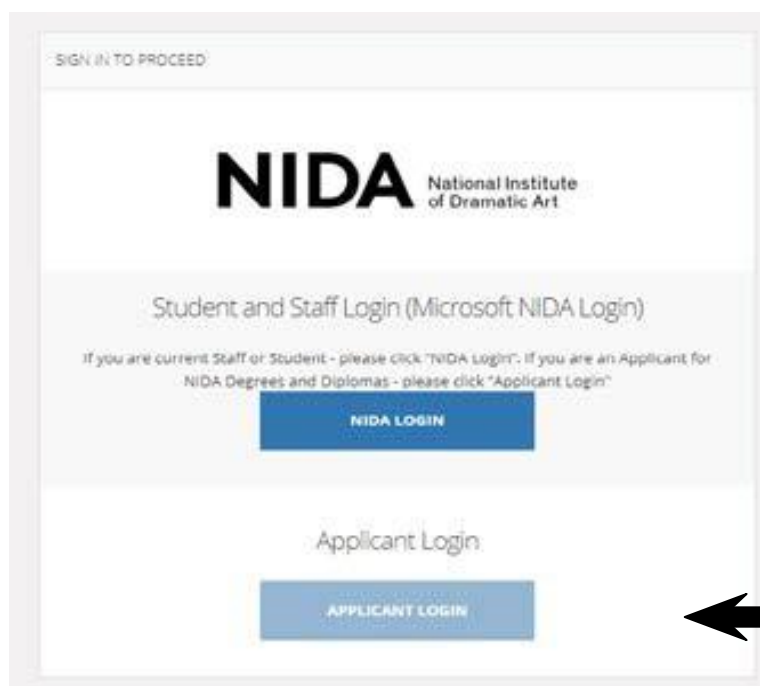 SIGN IN TO PROCEED
NIDA
National Institute
of Dramatic Art
Student and Staff Login (Microsoft NIDA Login)
If you are current Staff or Student - please click "NIDA Login". If you are an Applicant for
NIDA Degrees and Diplomas - please click "Applicant Login"
NIDA LOGIN
Applicant Login
APPLICANT LOGIN